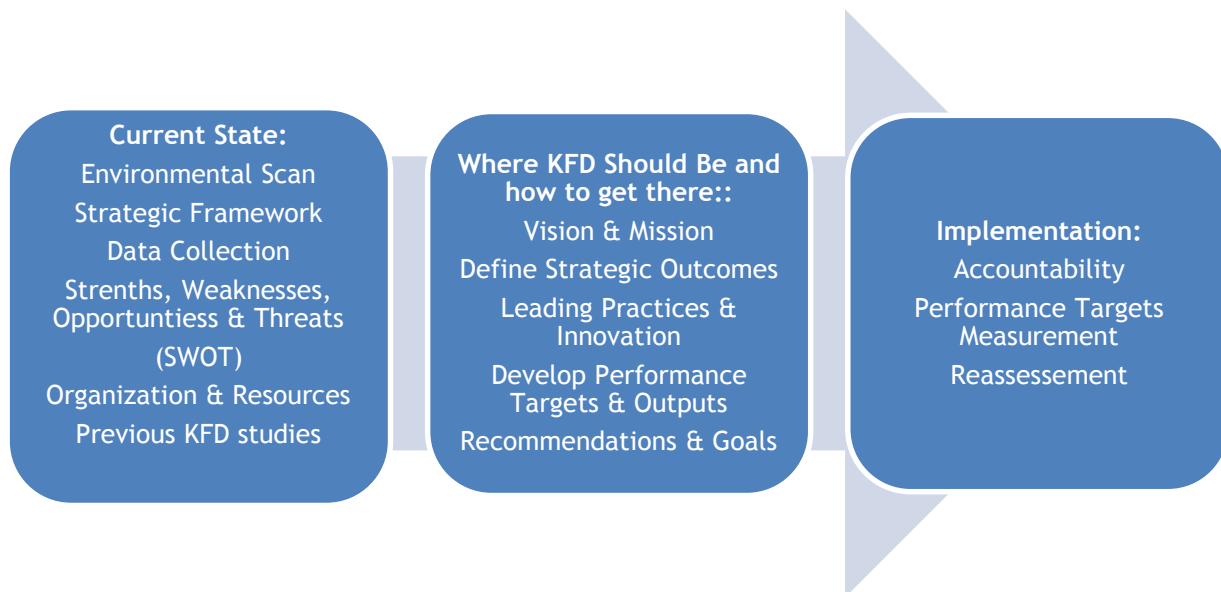 Current State:
Environmental Scan
Strategic Framework
Data Collection
Strenths, Weaknesses,
Opportuntiess & Threats
(SWOT)
Organization & Resources
Previous KFD studies
Where KFD Should Be and
how to get there::
Vision & Mission
Define Strategic Outcomes
Leading Practices &
Innovation
Develop Performance
Targets & Outputs
Recommendations & Goals
Implementation:
Accountability
Performance Targets
Measurement
Reassessement